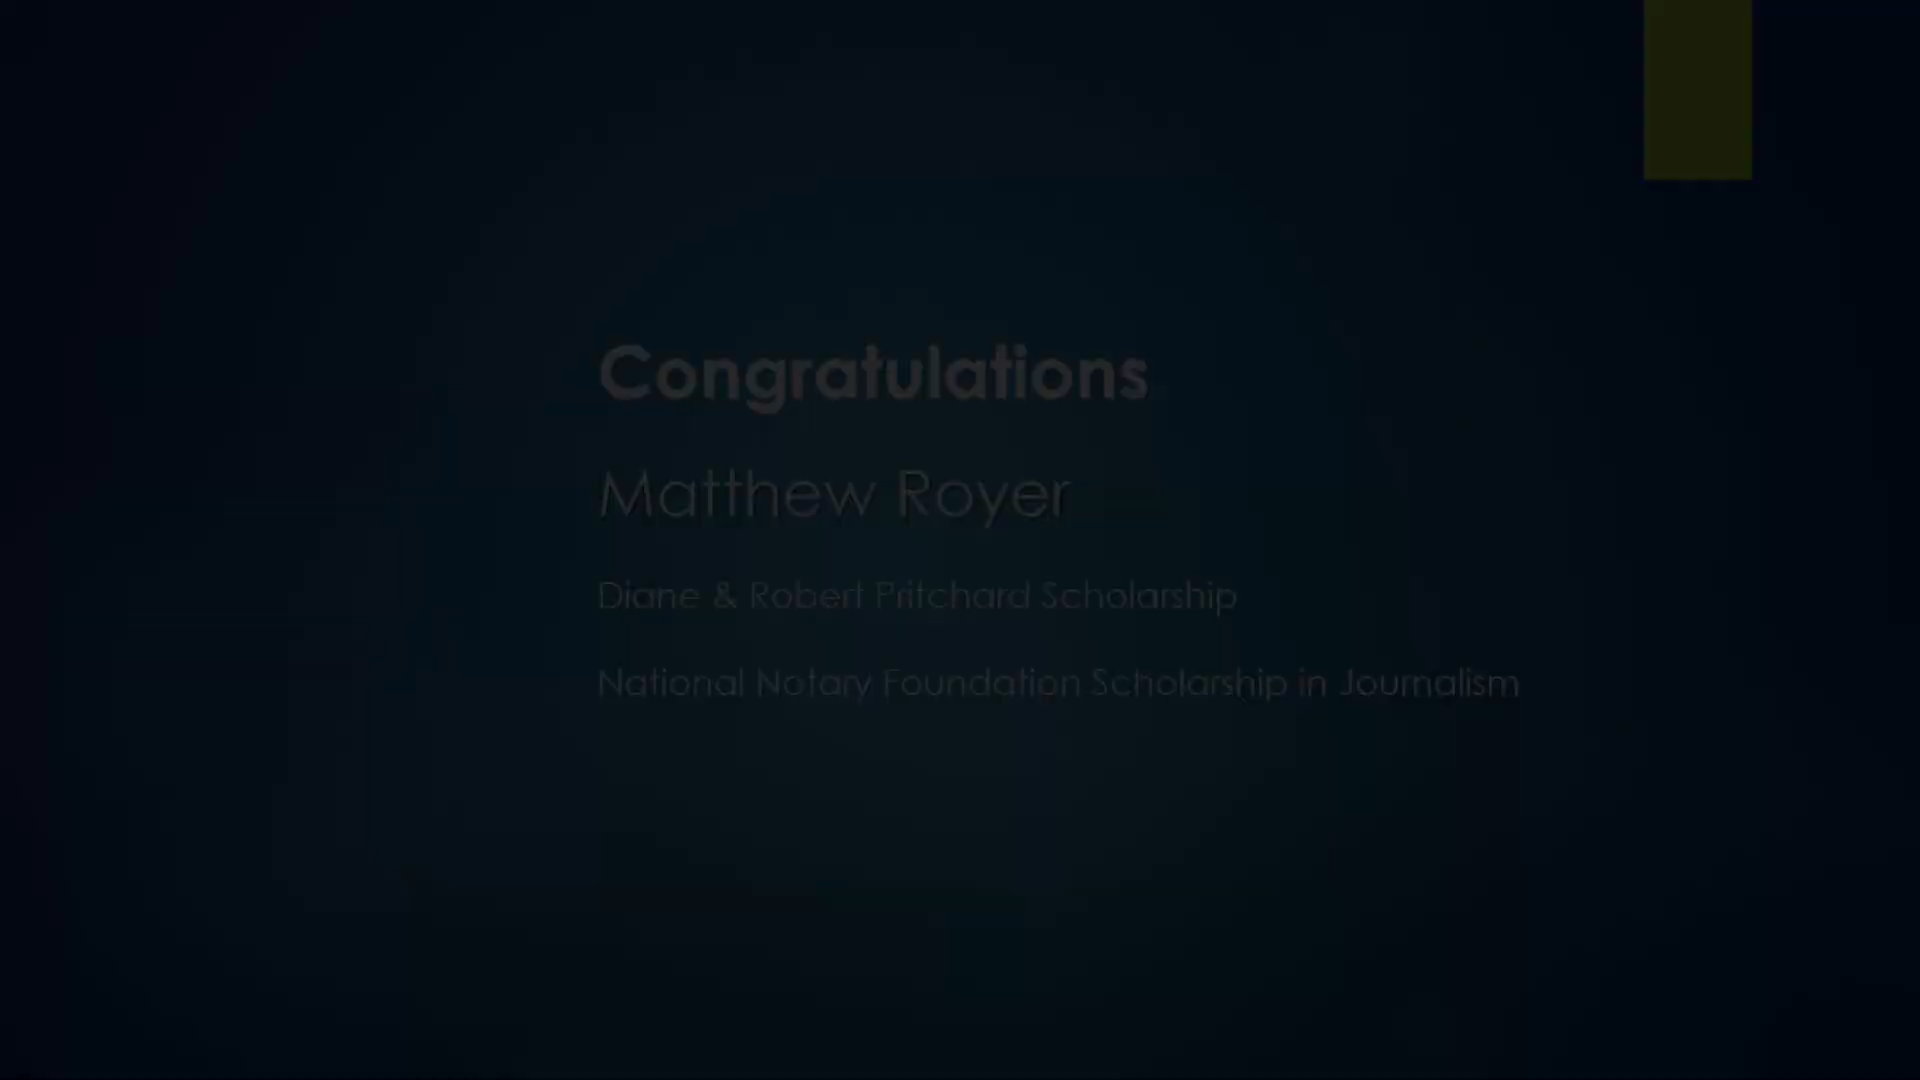 Congratulations
Matthew Royer
Diane & Robert Pritchard Scholarship
National Notary Foundation Scholarship in Journalism